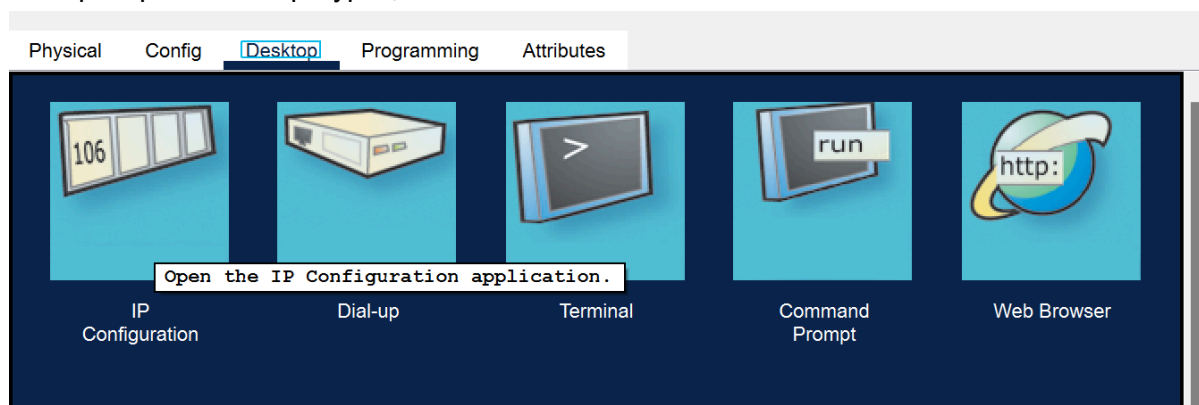 Physical Config Desktop Programming Attributes
106
>
run
http:
Open the IP Configuration application.
IP
Configuration
Dial-up
Terminal
Command
Prompt
Web Browser